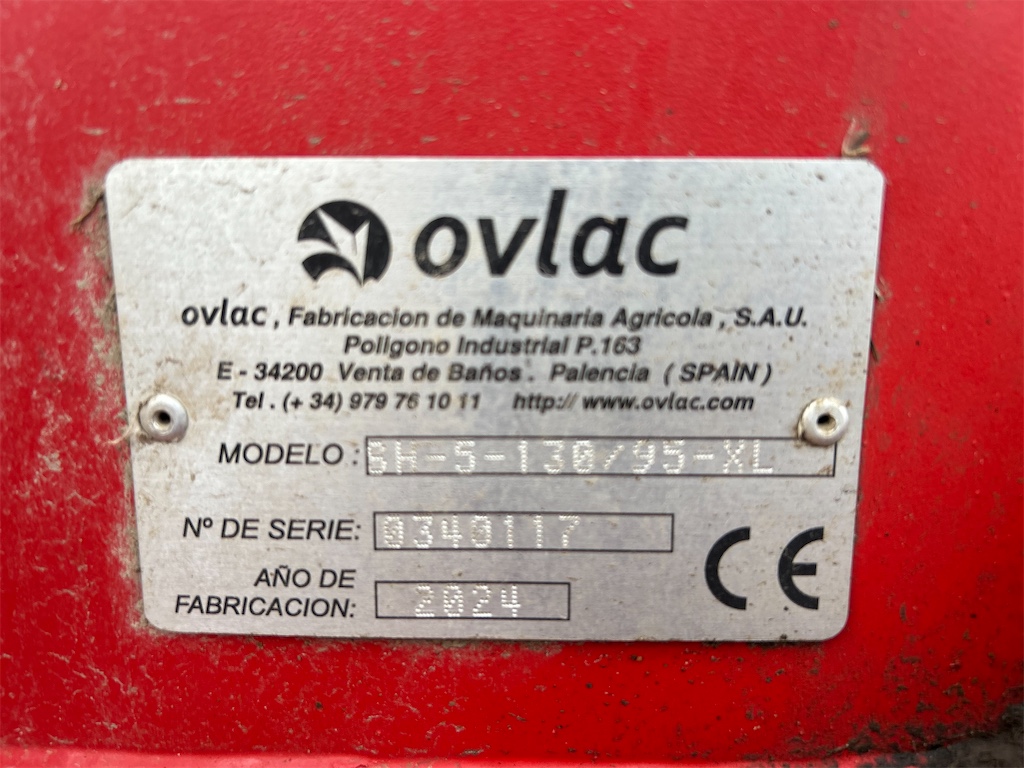 ovlac
ovlac, Fabricacion de Maquinaria Agricola, S.A.U.
Poligono Industrial P.163
E - 34200 Venta de Baños. Palencia (SPAIN)
Tel. (+ 34) 979 76 10 11 http:// www.ovlac.com
MODELO: 6H-5-130/95-XL
Nº DE SERIE: 0340117
AÑO DE
FABRICACION: 2024
CE